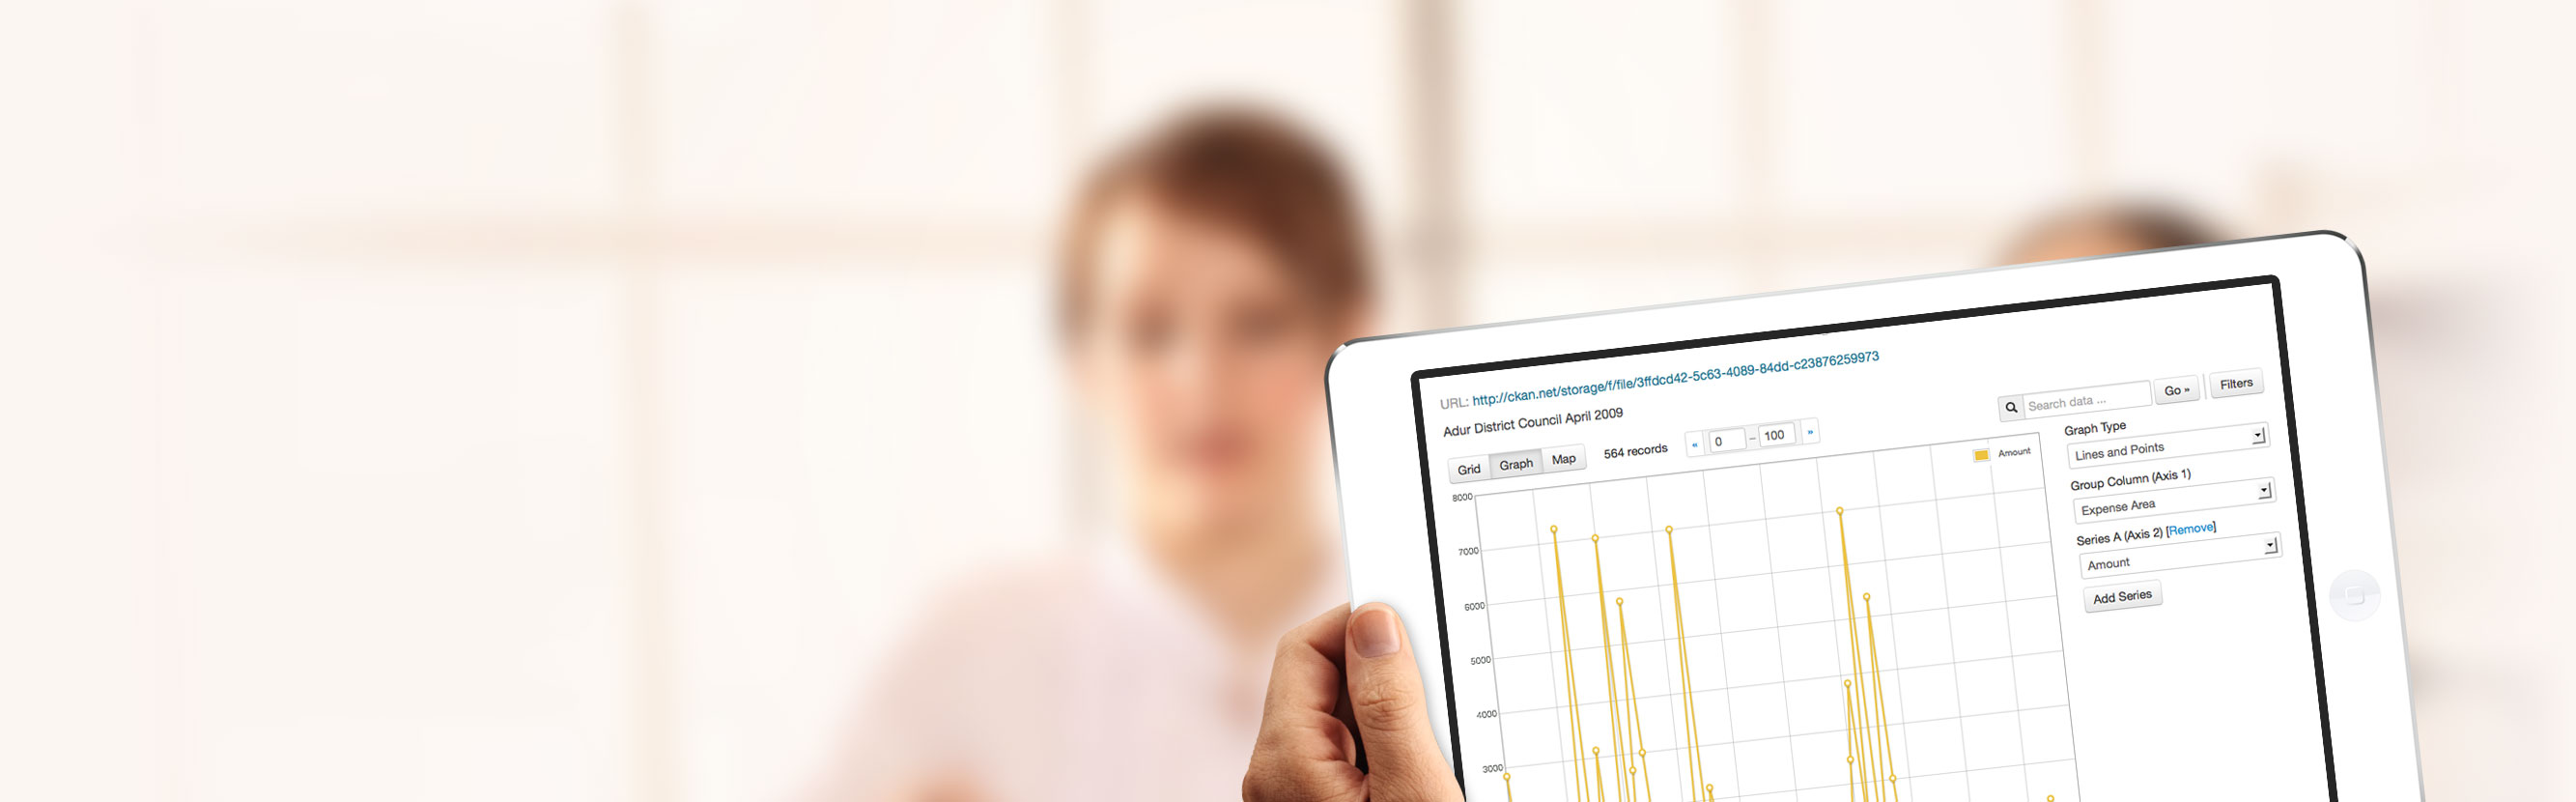 URL: http://ckan.net/storage/f/file/3ffdcd42-5c63-4089-84dd-c23876259973
Adur District Council April 2009
Grid Graph Map 564 records « 0 – 100 »
Search data ... Go » Filters
Amount
8000
7000
6000
5000
4000
3000
Graph Type
Lines and Points
Group Column (Axis 1)
Expense Area
Series A (Axis 2) [Remove]
Amount
Add Series